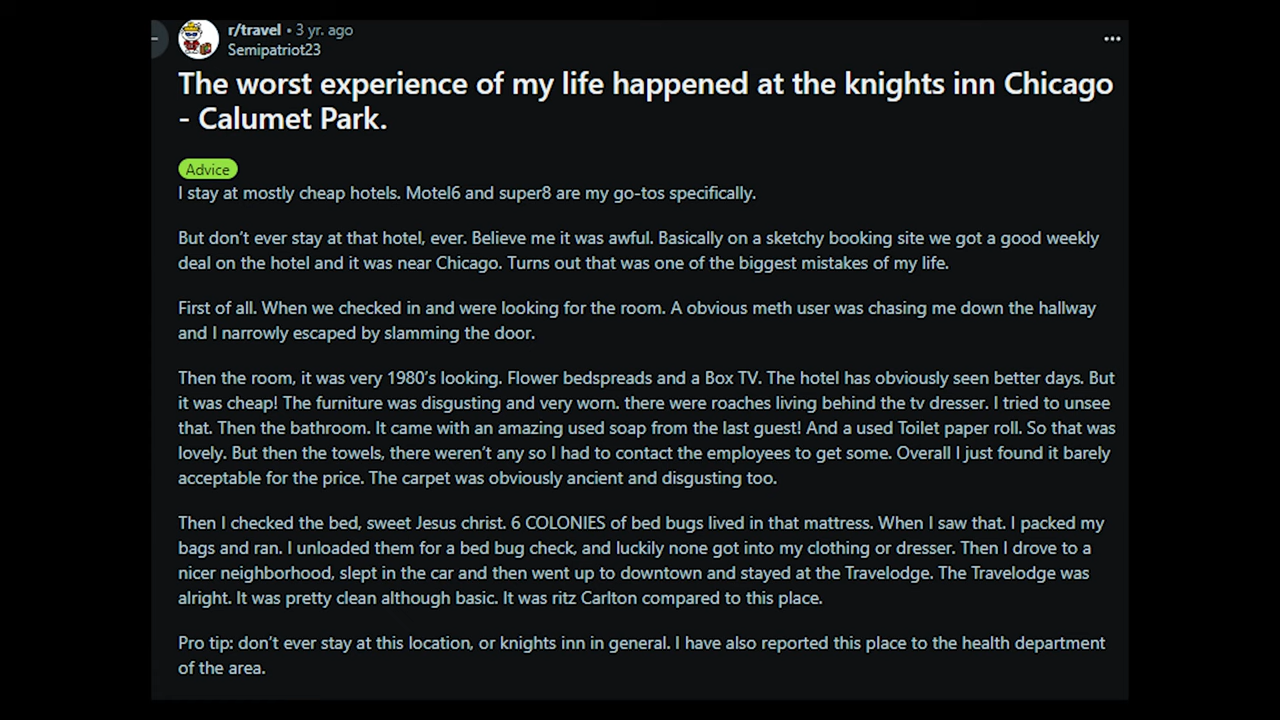 r/travel • 3 yr. ago
Semipatriot23
The worst experience of my life happened at the knights inn Chicago
- Calumet Park.
Advice
I stay at mostly cheap hotels. Motel6 and super8 are my go-tos specifically.
But don't ever stay at that hotel, ever. Believe me it was awful. Basically on a sketchy booking site we got a good weekly
deal on the hotel and it was near Chicago. Turns out that was one of the biggest mistakes of my life.
First of all. When we checked in and were looking for the room. A obvious meth user was chasing me down the hallway
and I narrowly escaped by slamming the door.
Then the room, it was very 1980's looking. Flower bedspreads and a Box TV. The hotel has obviously seen better days. But
it was cheap! The furniture was disgusting and very worn. there were roaches living behind the tv dresser. I tried to unsee
that. Then the bathroom. It came with an amazing used soap from the last guest! And a used Toilet paper roll. So that was
lovely. But then the towels, there weren't any so I had to contact the employees to get some. Overall I just found it barely
acceptable for the price. The carpet was obviously ancient and disgusting too.
Then I checked the bed, sweet Jesus christ. 6 COLONIES of bed bugs lived in that mattress. When I saw that. I packed my
bags and ran. I unloaded them for a bed bug check, and luckily none got into my clothing or dresser. Then I drove to a
nicer neighborhood, slept in the car and then went up to downtown and stayed at the Travelodge. The Travelodge was
alright. It was pretty clean although basic. It was ritz Carlton compared to this place.
Pro tip: don't ever stay at this location, or knights inn in general. I have also reported this place to the health department
of the area.